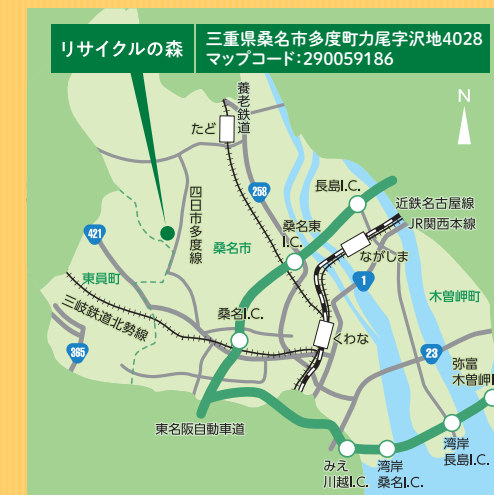 リサイクルの森
三重県桑名市多度町力尾字沢地4028
マップコード:290059186
N
養老鉄道
たど
四日市多度線
258
長島I.C.
近鉄名古屋線
JR関西本線
421
桑名市
桑名東
I.C.
ながしま
東員町
1
木曽岬町
三岐鉄道北勢線
桑名I.C.
くわな
365
23
弥富
木曽岬I
東名阪自動車道
みえ
川越I.C.
湾岸
桑名I.C.
湾岸
長島I.C.